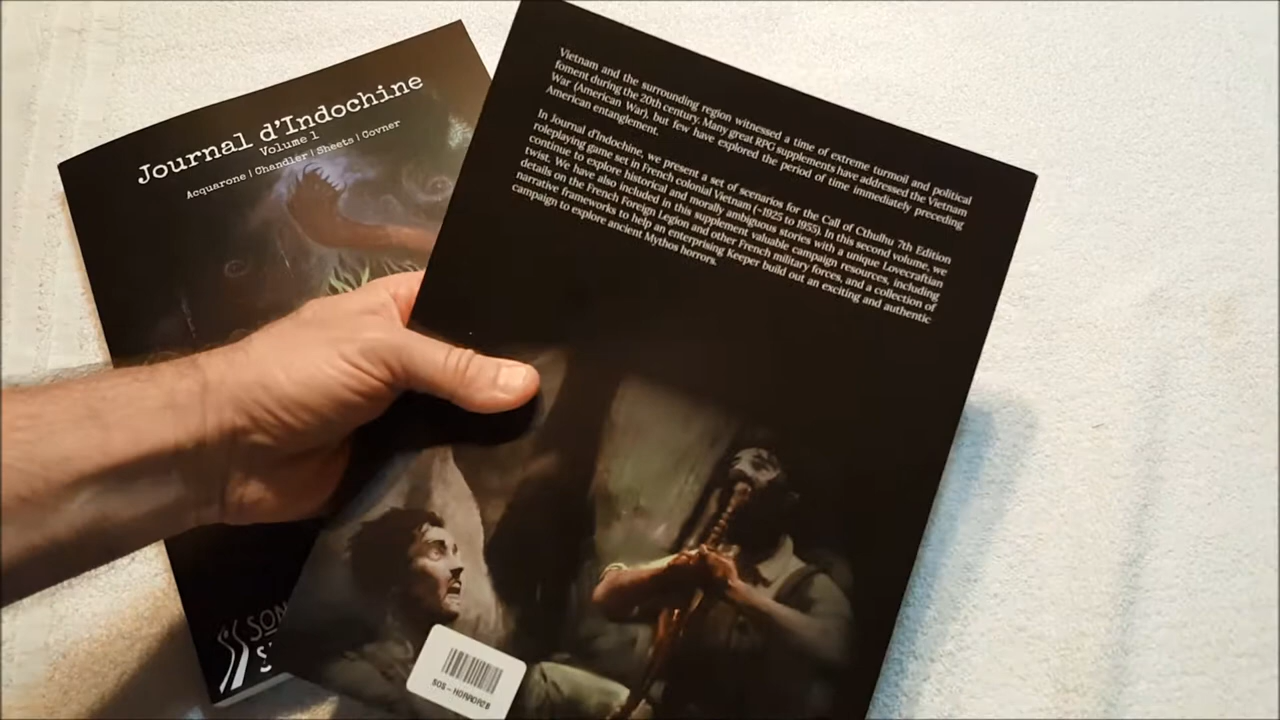 Journal d'Indochine
Volume 1
Acquarone | Chandler | Sheets | Covner
Vietnam and the surrounding region witnessed a time of extreme turmoil and political
foment during the 20th century. Many great RPG supplements have addressed the Vietnam
War (American War), but few have explored the period of time immediately preceding
American entanglement.
In Journal d'Indochine, we present a set of scenarios for the Call of Cthulhu 7th Edition
roleplaying game set in French colonial Vietnam (~1925 to 1955). In this second volume, we
continue to explore historical and morally ambiguous stories with a unique Lovecraftian
twist. We have also included in this supplement valuable campaign resources, including
details on the French Foreign Legion and other French military forces, and a collection of
narrative frameworks to help an enterprising Keeper build out an exciting and authentic
campaign to explore ancient Mythos horrors.
SON
S
SOS - HORRORIB